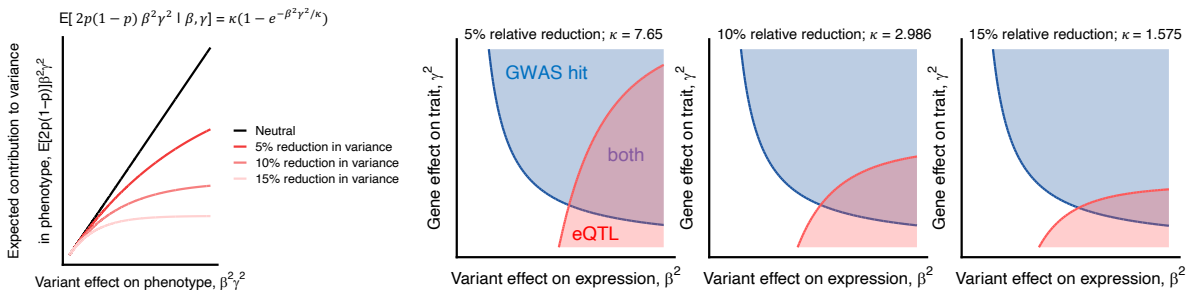 E[ 2p(1 − p) β²γ² | β, γ] = κ(1 − e^{−β²γ²/κ})
Expected contribution to variance
in phenotype, E[2p(1−p)]β²γ²
Neutral
5% reduction in variance
10% reduction in variance
15% reduction in variance
Variant effect on phenotype, β²γ²
5% relative reduction; κ = 7.65
Gene effect on trait, γ²
GWAS hit
both
eQTL
Variant effect on expression, β²
10% relative reduction; κ = 2.986
Gene effect on trait, γ²
Variant effect on expression, β²
15% relative reduction; κ = 1.575
Gene effect on trait, γ²
Variant effect on expression, β²